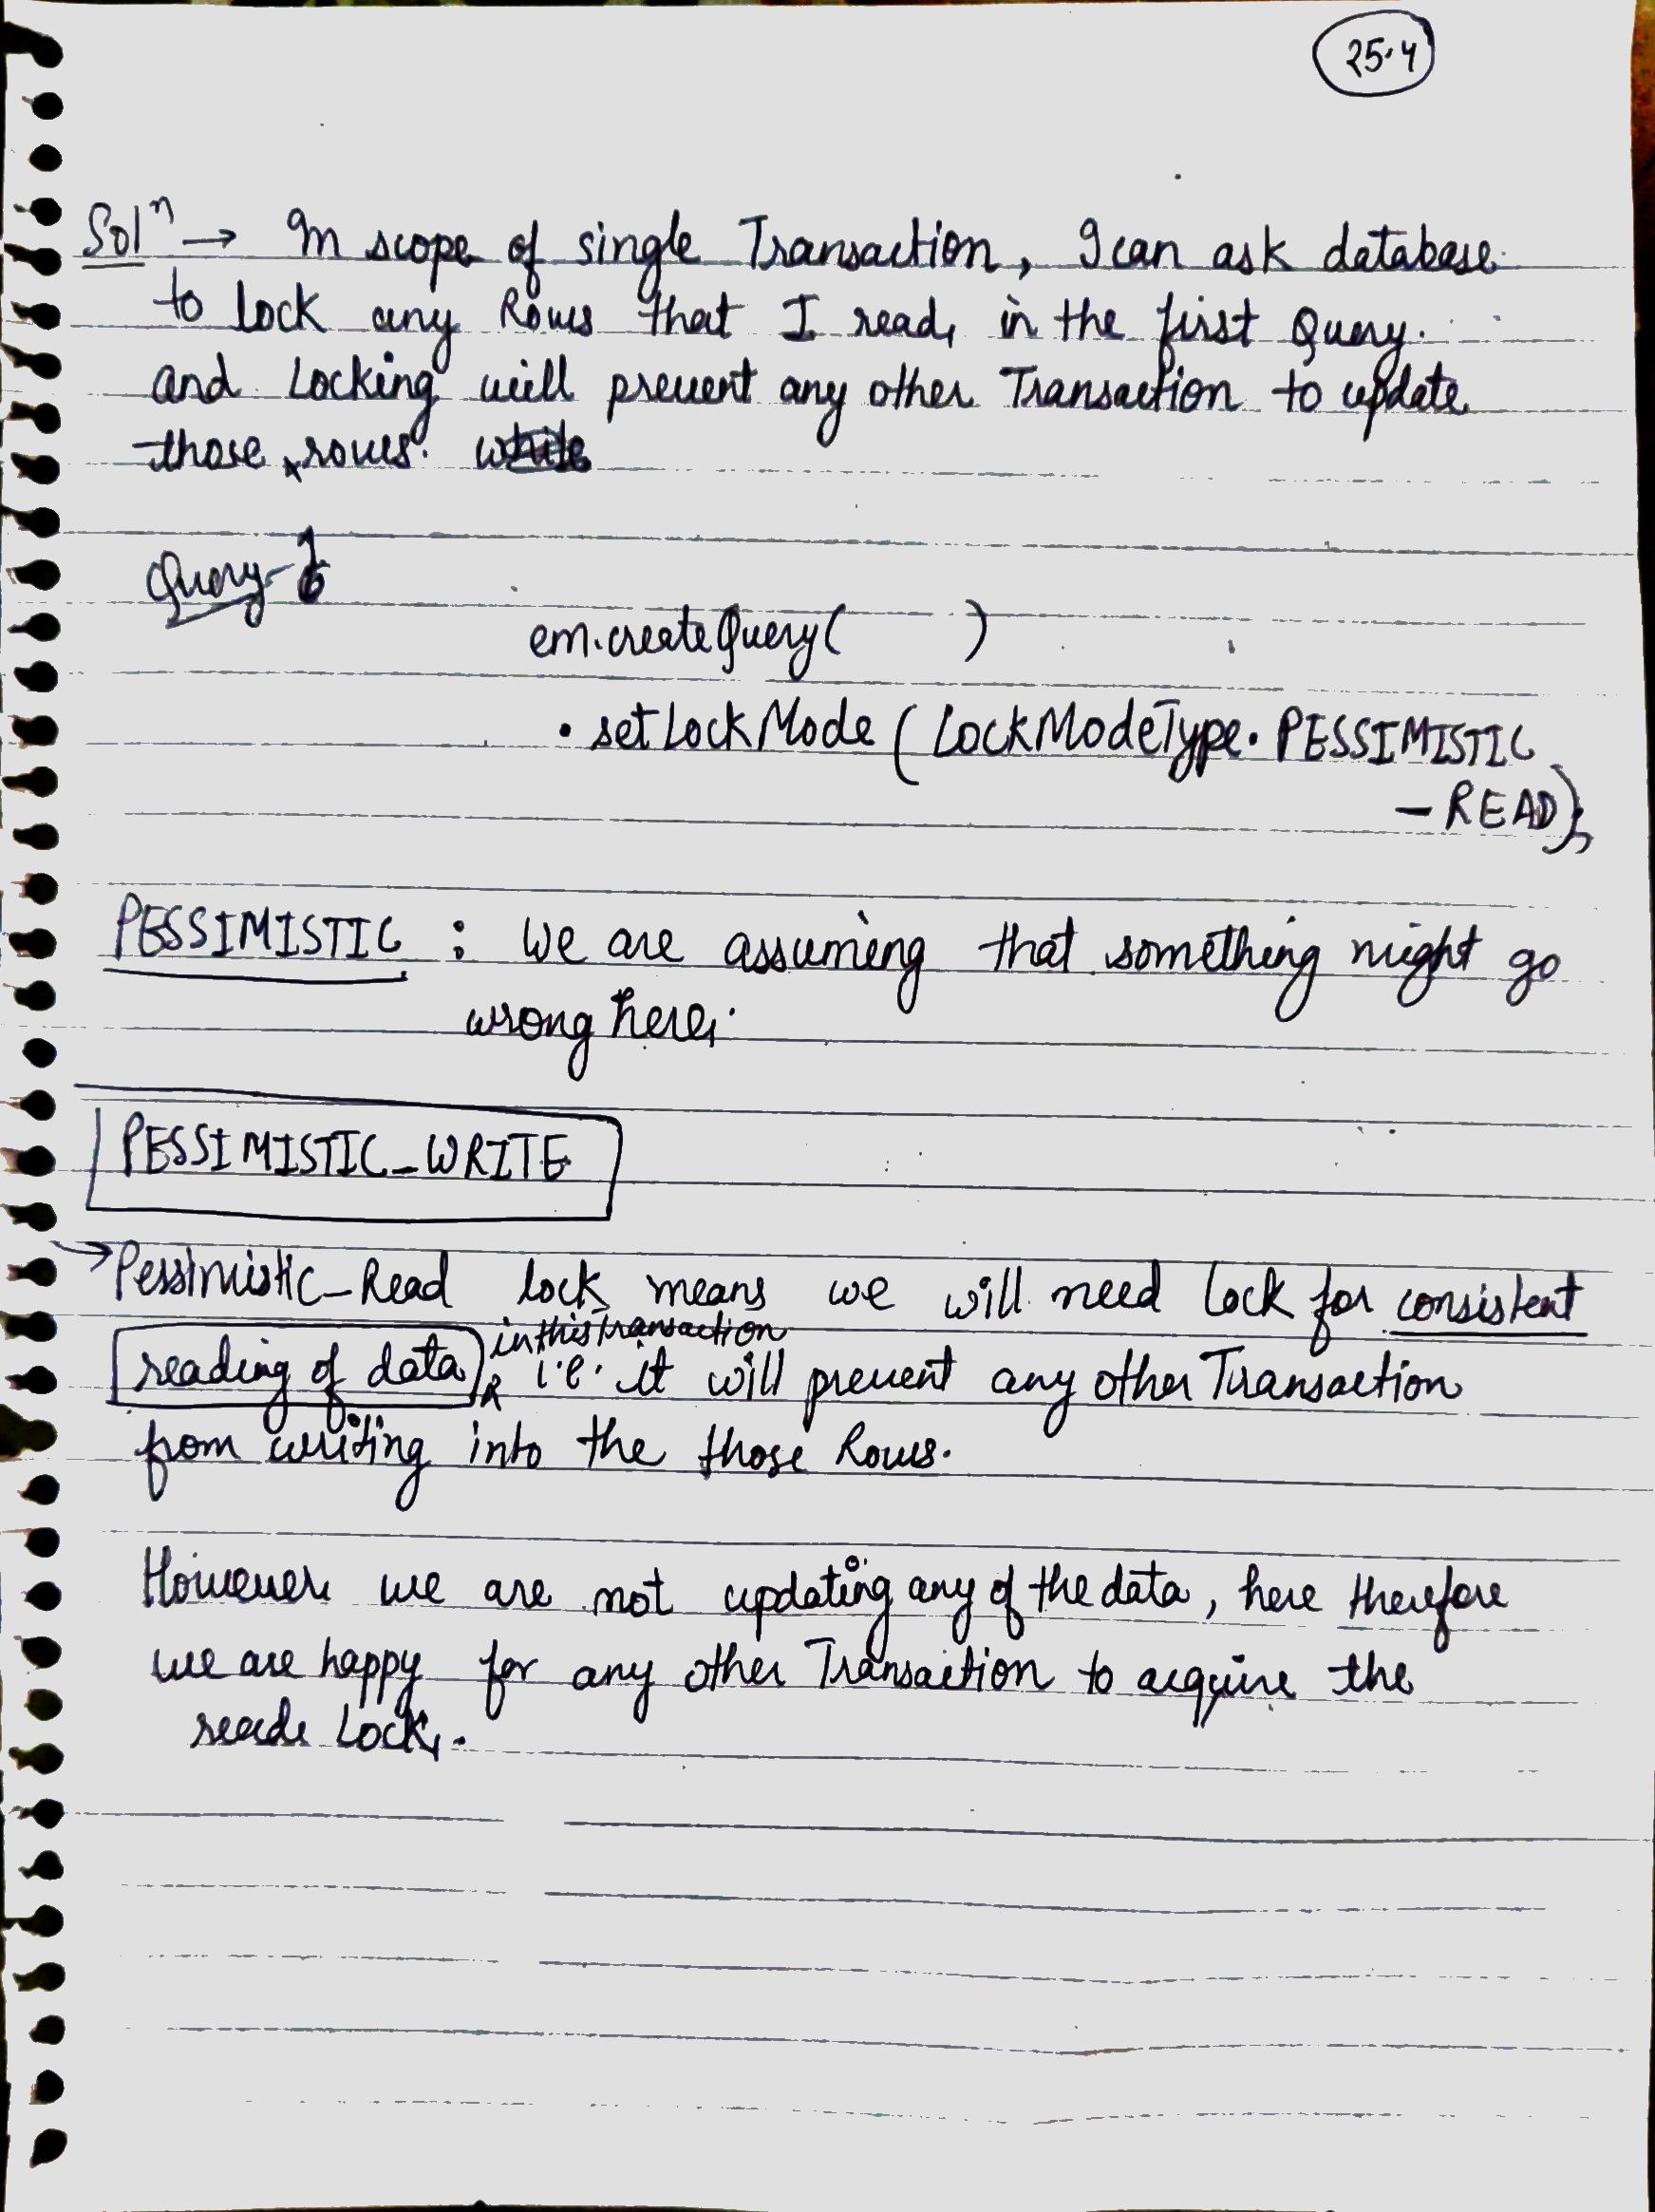 25.4
Solⁿ → In scope of single Transaction, I can ask database
to lock any Rows that I read, in the first Query.
and Locking will prevent any other Transaction to update
those rows.
Query-1
em.createQuery( )
.setLockMode(LockModeType.PESSIMISTIC
_READ);
PESSIMISTIC : we are assuming that something might go
wrong here.
PESSIMISTIC_WRITE
→ Pessimistic_Read lock means we will need lock for consistent
in this transaction
reading of data, i.e. it will prevent any other Transaction
from writing into the those Rows.
However we are not updating any of the data, here therefore
we are happy for any other Transaction to acquire the
read Lock.